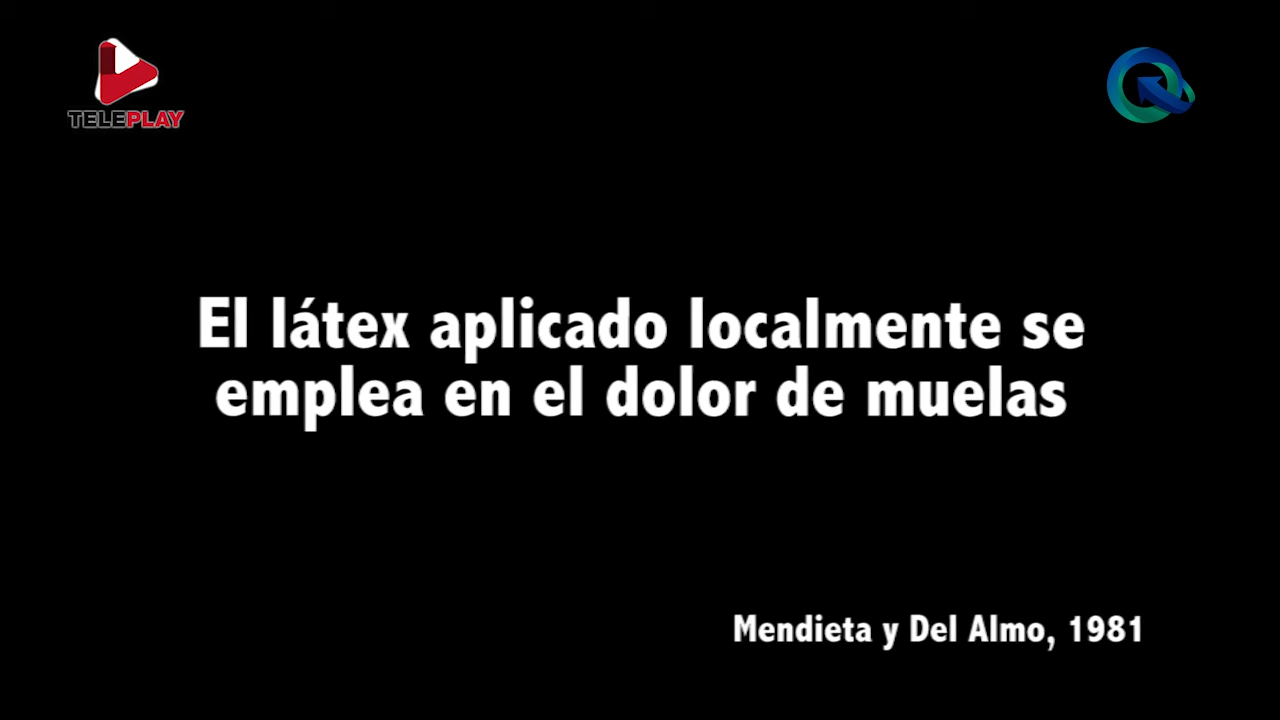 TELEPLAY
El látex aplicado localmente se
emplea en el dolor de muelas
Mendieta y Del Almo, 1981